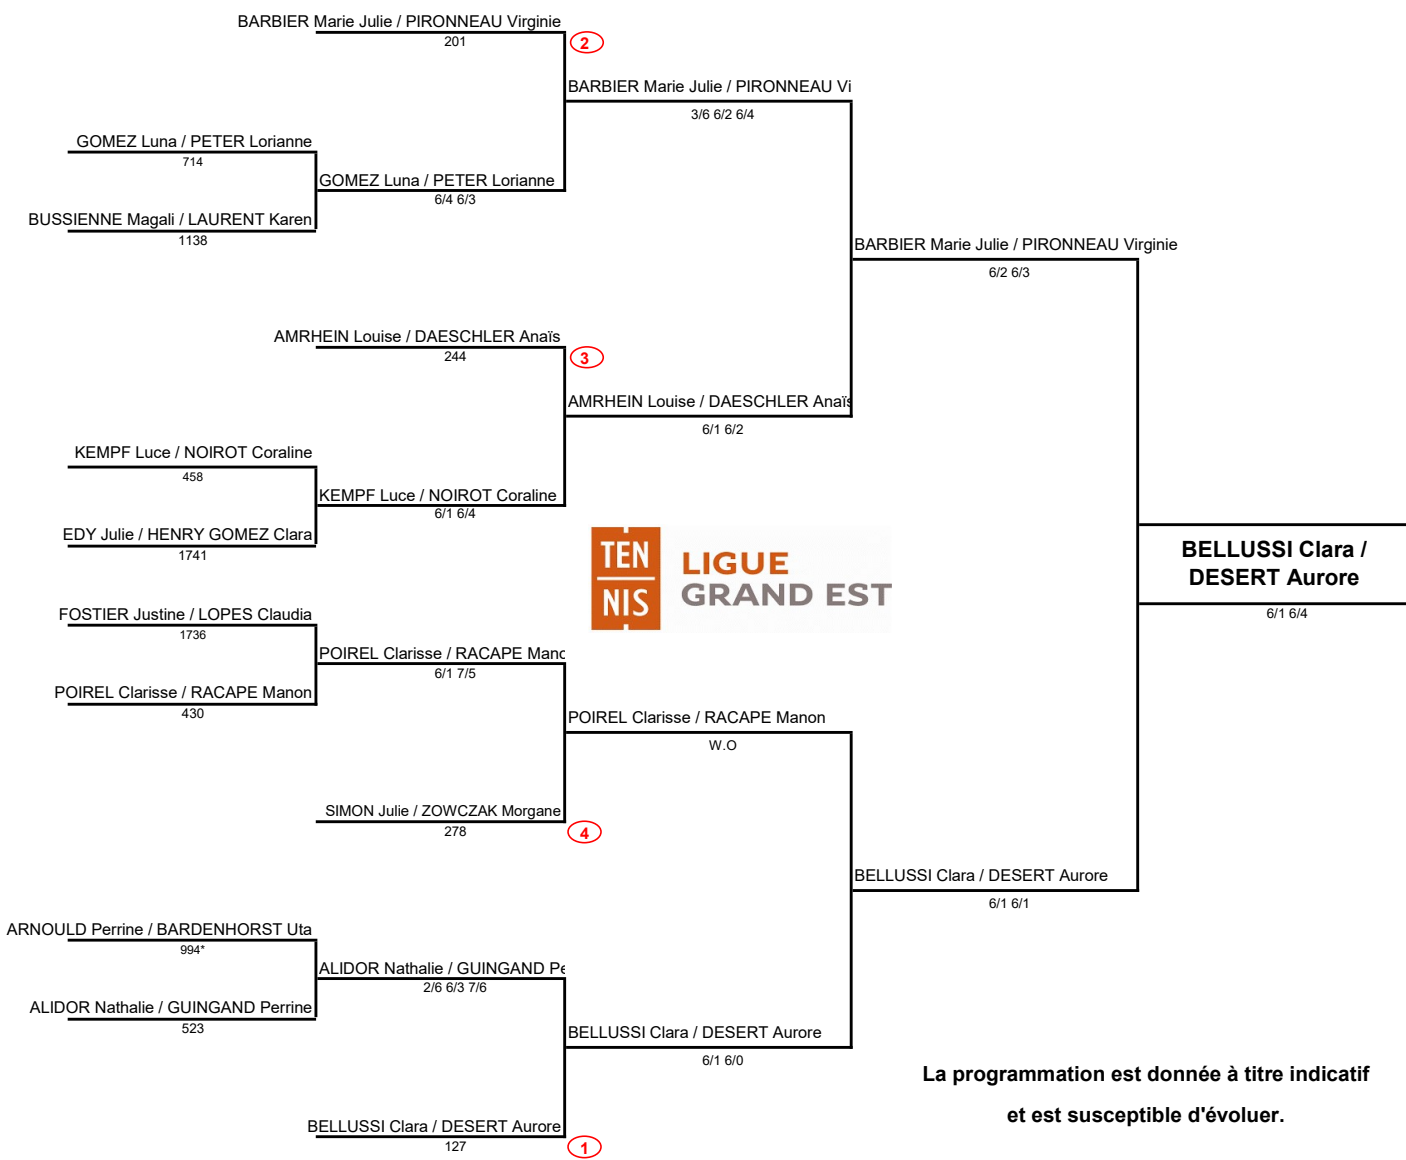 BARBIER Marie Julie / PIRONNEAU Virginie
201
2
BARBIER Marie Julie / PIRONNEAU Vi
3/6 6/2 6/4
GOMEZ Luna / PETER Lorianne
714
GOMEZ Luna / PETER Lorianne
6/4 6/3
BUSSIENNE Magali / LAURENT Karen
1138
BARBIER Marie Julie / PIRONNEAU Virginie
6/2 6/3
AMRHEIN Louise / DAESCHLER Anaïs
244
3
AMRHEIN Louise / DAESCHLER Anaïs
6/1 6/2
KEMPF Luce / NOIROT Coraline
458
KEMPF Luce / NOIROT Coraline
6/1 6/4
EDY Julie / HENRY GOMEZ Clara
1741
TEN
NIS
LIGUE
GRAND EST
BELLUSSI Clara /
DESERT Aurore
6/1 6/4
FOSTIER Justine / LOPES Claudia
1736
POIREL Clarisse / RACAPE Mano
6/1 7/5
POIREL Clarisse / RACAPE Manon
430
POIREL Clarisse / RACAPE Manon
W.O
SIMON Julie / ZOWCZAK Morgane
278
4
BELLUSSI Clara / DESERT Aurore
6/1 6/1
ARNOULD Perrine / BARDENHORST Uta
994*
ALIDOR Nathalie / GUINGAND Pe
2/6 6/3 7/6
ALIDOR Nathalie / GUINGAND Perrine
523
BELLUSSI Clara / DESERT Aurore
6/1 6/0
BELLUSSI Clara / DESERT Aurore
127
1
La programmation est donnée à titre indicatif
et est susceptible d'évoluer.